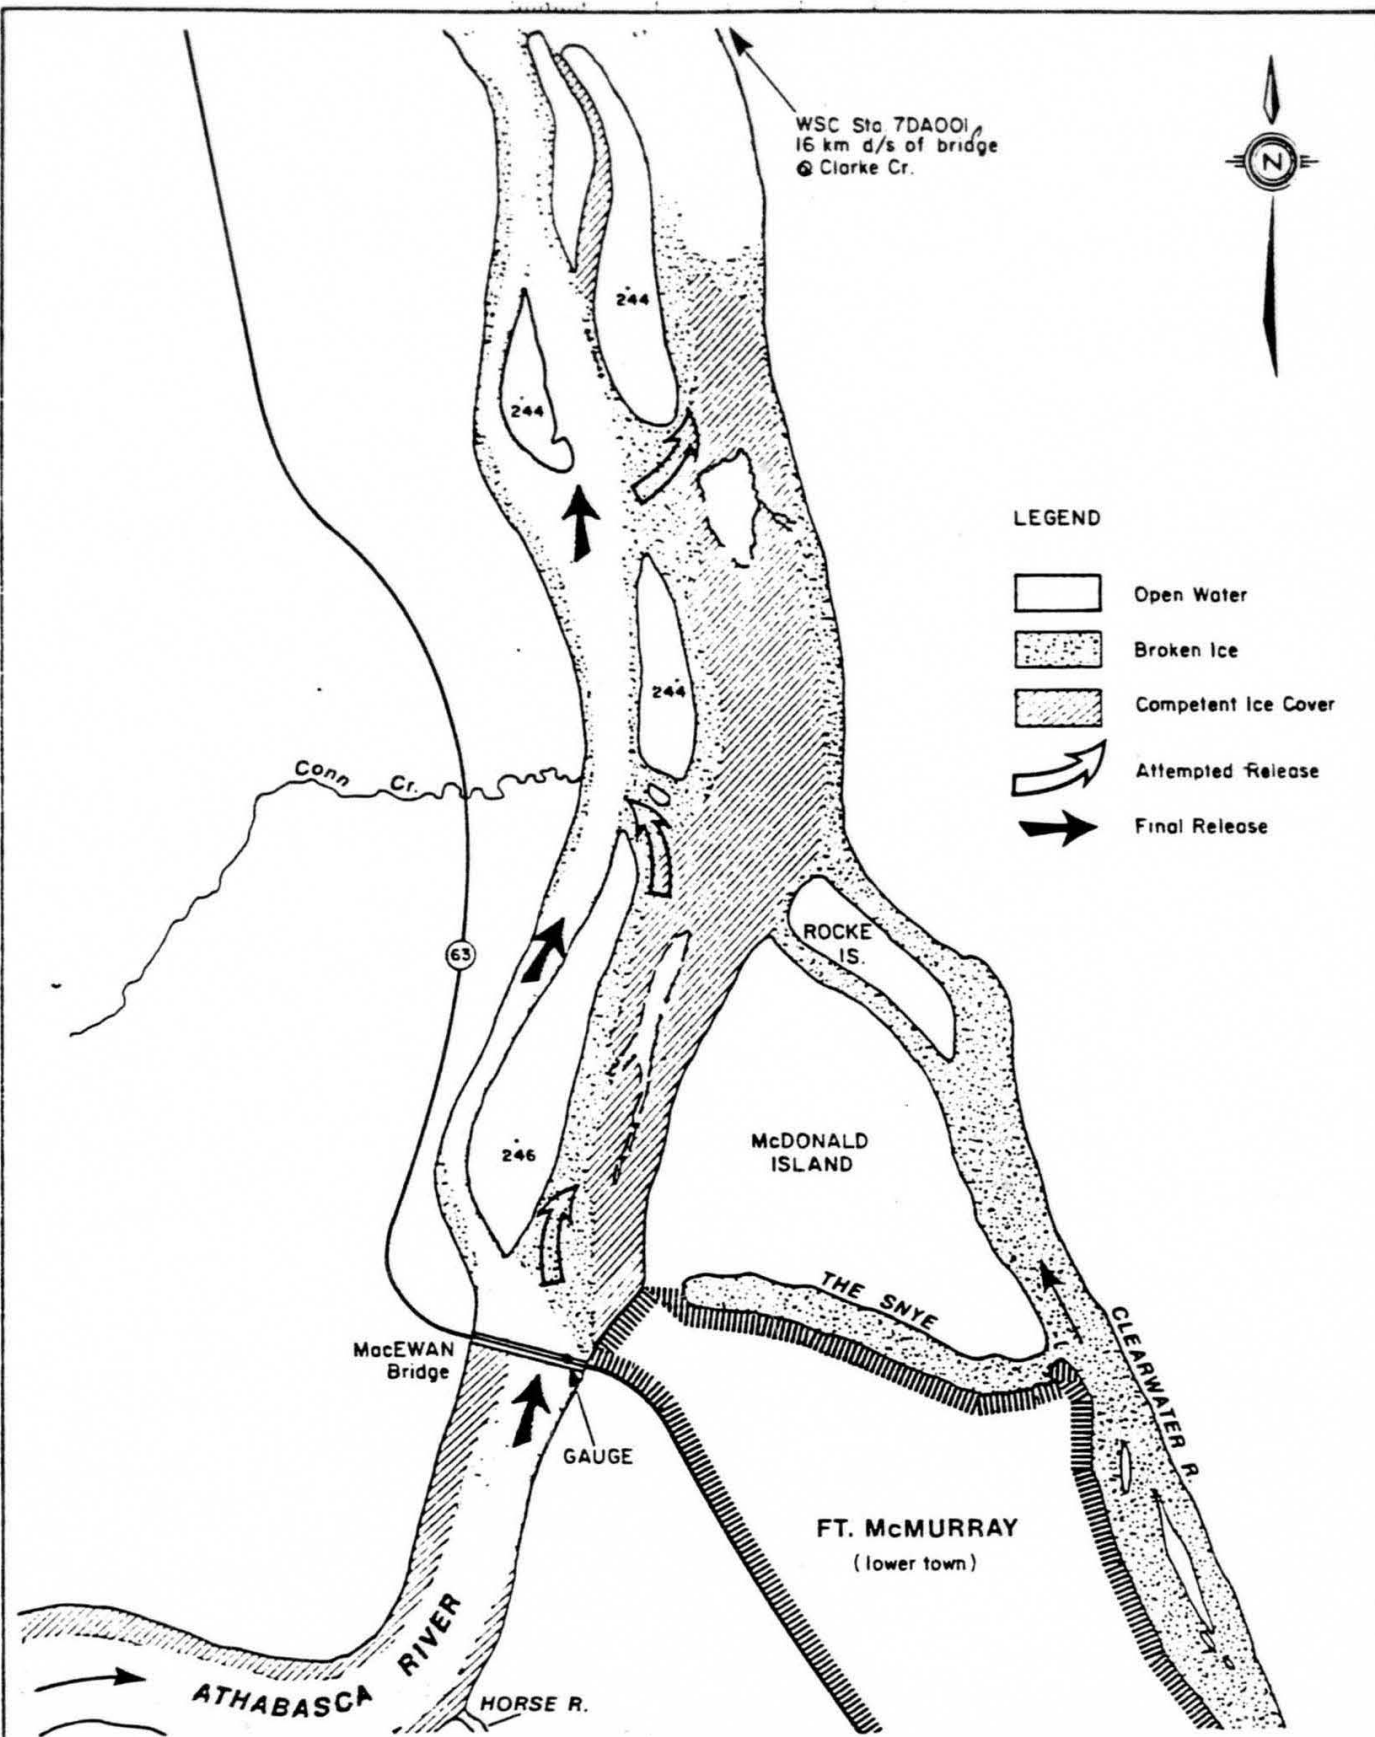 WSC Sta. 7DA001,
16 km d/s of bridge
@ Clarke Cr.
N
244
244
LEGEND
Open Water
Broken Ice
Competent Ice Cover
Attempted Release
Final Release
244
Conn Cr.
63
ROCKE
IS.
246
McDONALD
ISLAND
THE SNYE
CLEARWATER R.
MacEWAN
Bridge
GAUGE
FT. McMURRAY
(lower town)
ATHABASCA RIVER
HORSE R.